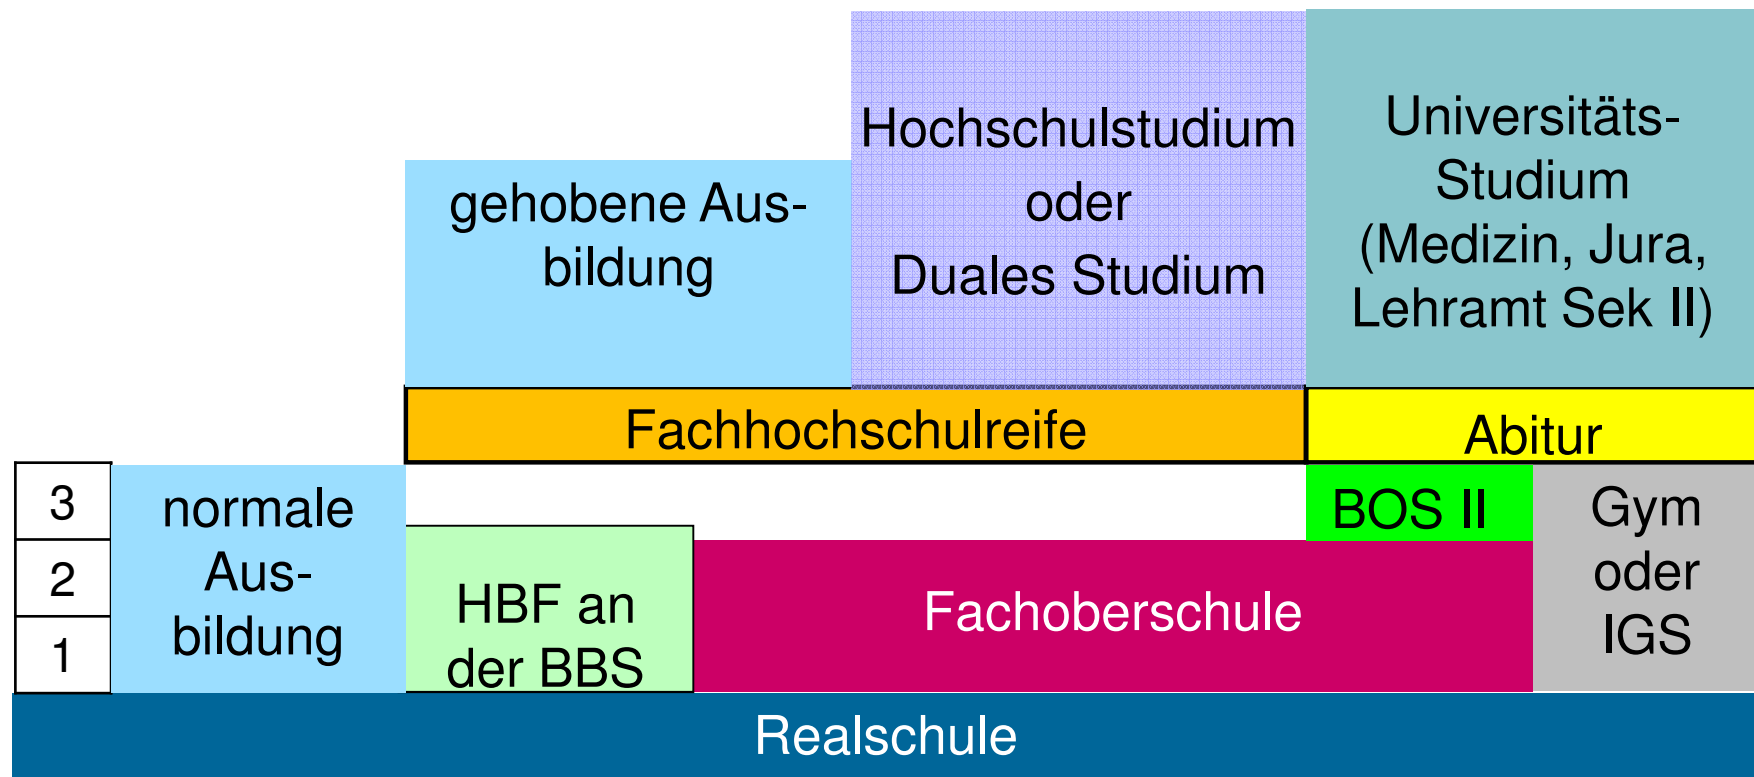 Hochschulstudium
oder
Duales Studium
Universitäts-
Studium
(Medizin, Jura,
Lehramt Sek II)
gehobene Aus-
bildung
Fachhochschulreife
Abitur
3
2
1
normale
Aus-
bildung
HBF an
der BBS
Fachoberschule
BOS II
Gym
oder
IGS
Realschule